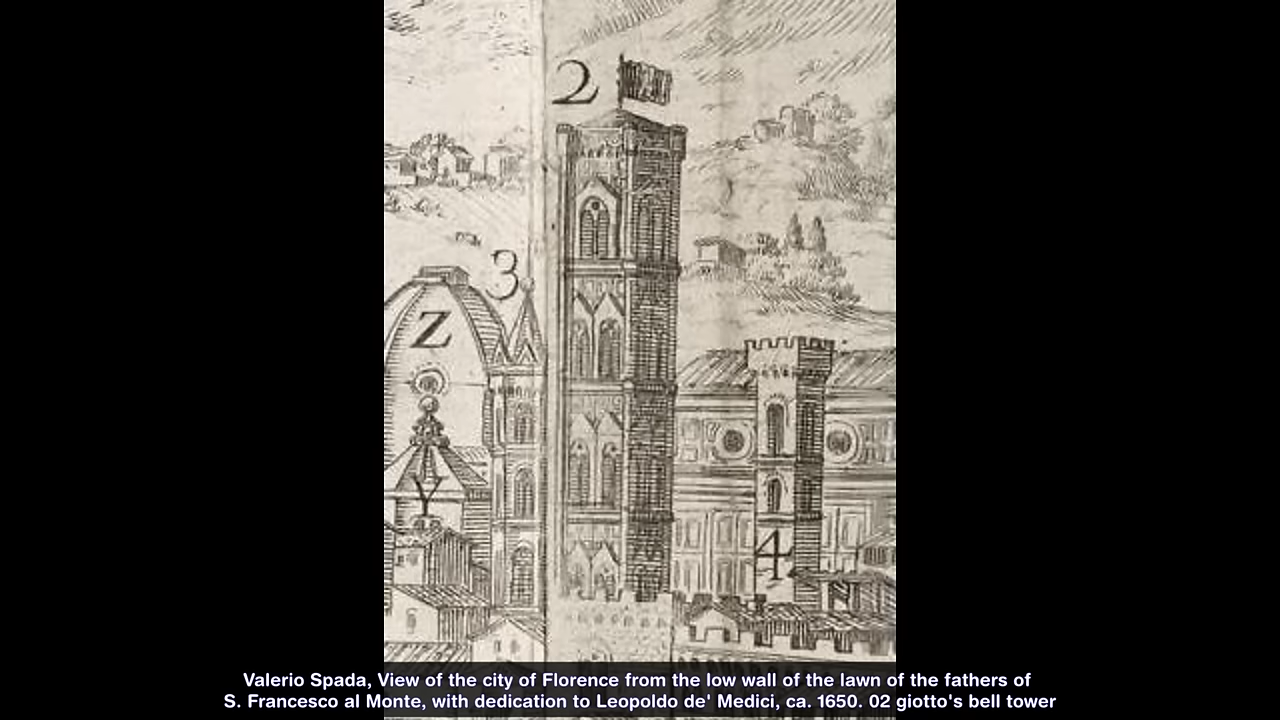 2
3
Z
Y
4
Valerio Spada, View of the city of Florence from the low wall of the lawn of the fathers of
S. Francesco al Monte, with dedication to Leopoldo de' Medici, ca. 1650. 02 giotto's bell tower